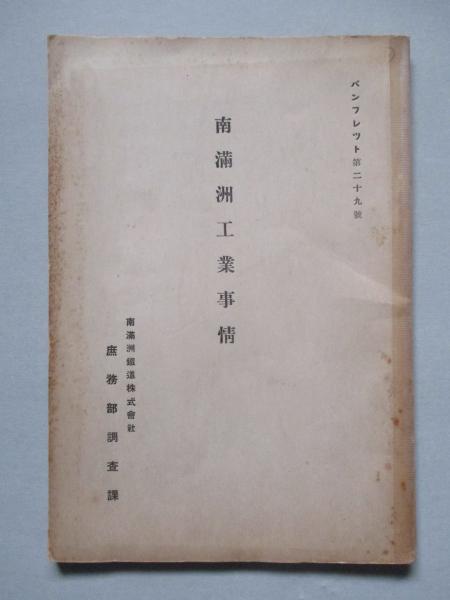 パンフレツト第二十九號
南滿洲工業事情
南滿洲鐵道株式會社
庶務部調査課